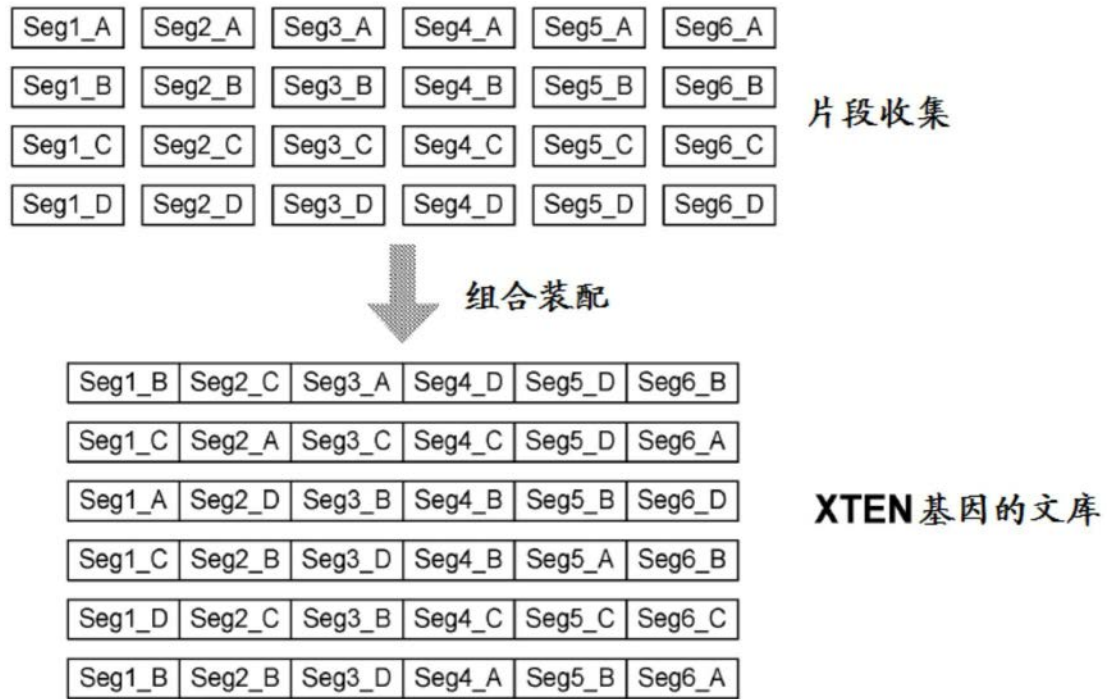 Seg1_A Seg2_A Seg3_A Seg4_A Seg5_A Seg6_A
Seg1_B Seg2_B Seg3_B Seg4_B Seg5_B Seg6_B
片段收集
Seg1_C Seg2_C Seg3_C Seg4_C Seg5_C Seg6_C
Seg1_D Seg2_D Seg3_D Seg4_D Seg5_D Seg6_D
组合装配
Seg1_B Seg2_C Seg3_A Seg4_D Seg5_D Seg6_B
Seg1_C Seg2_A Seg3_C Seg4_C Seg5_D Seg6_A
Seg1_A Seg2_D Seg3_B Seg4_B Seg5_B Seg6_D
XTEN基因的文库
Seg1_C Seg2_B Seg3_D Seg4_B Seg5_A Seg6_B
Seg1_D Seg2_C Seg3_B Seg4_C Seg5_C Seg6_C
Seg1_B Seg2_B Seg3_D Seg4_A Seg5_B Seg6_A